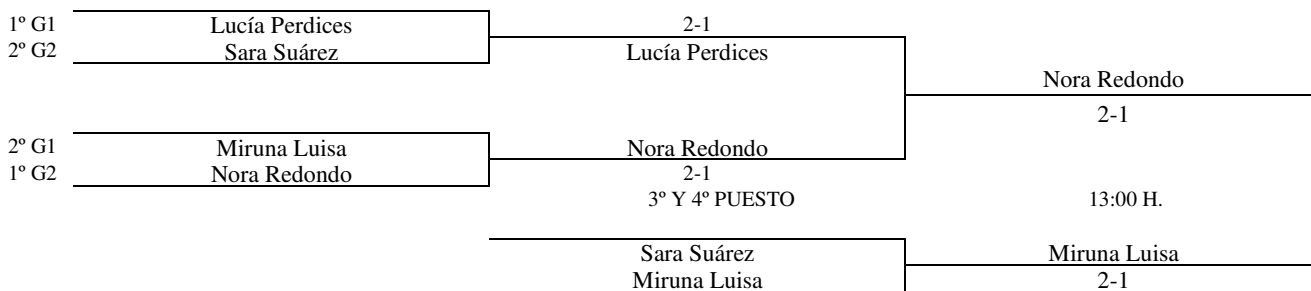 1º G1 Lucía Perdices 2-1
2º G2 Sara Suárez Lucía Perdices
Nora Redondo
2-1
2º G1 Miruna Luisa Nora Redondo
1º G2 Nora Redondo 2-1
3º Y 4º PUESTO 13:00 H.
Sara Suárez Miruna Luisa
Miruna Luisa 2-1